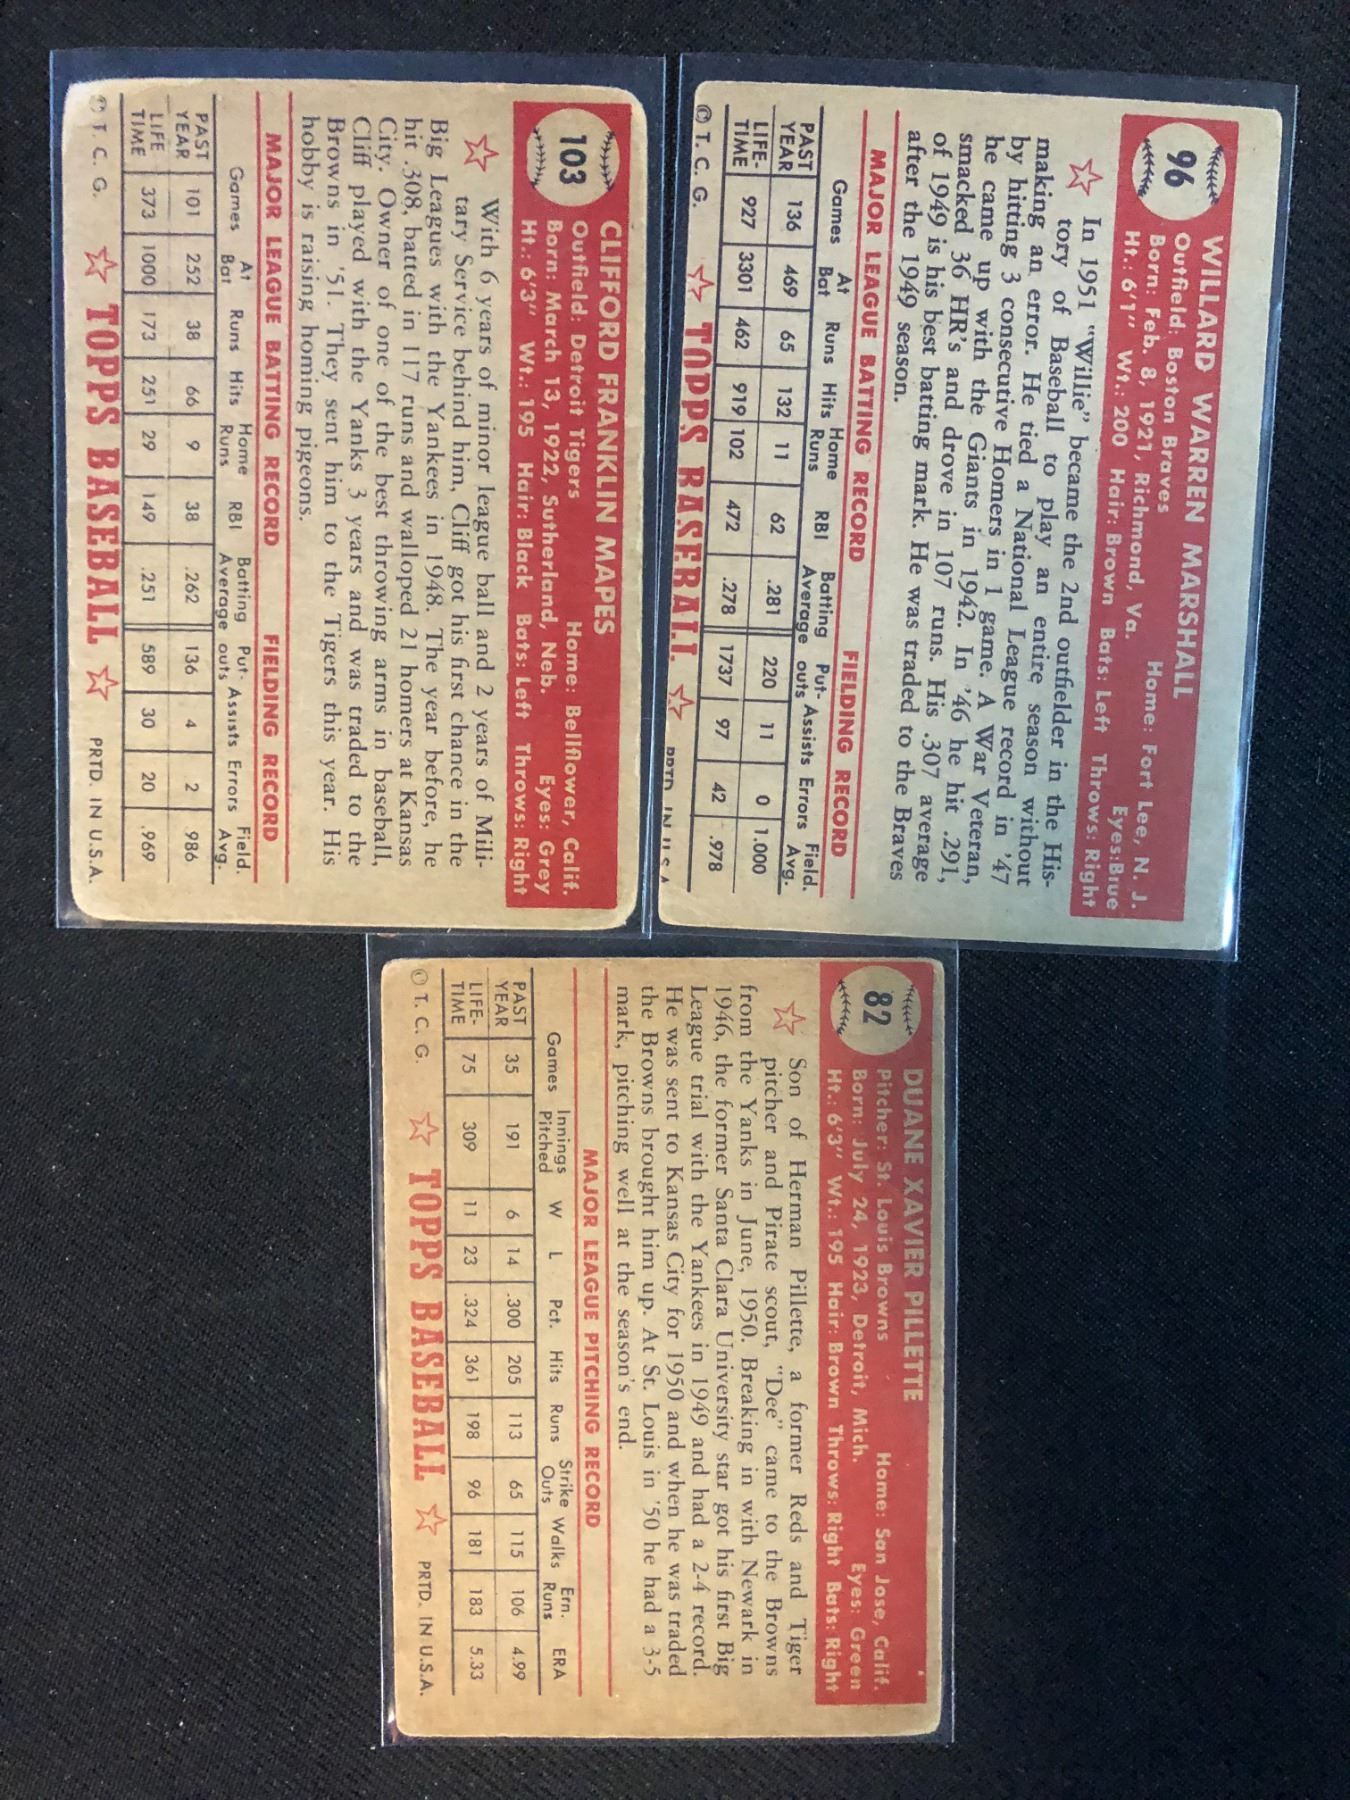 96
WILLARD WARREN MARSHALL
Outfield: Boston Braves Home: Fort Lee, N. J.
Born: Feb. 8, 1921, Richmond, Va. Eyes:Brue
Ht.: 6'1" Wt.: 200 Hair: Brown Bats: Left Throws: Right
In 1951 "Willie" became the 2nd outfielder in the His-
tory of Baseball to play an entire season without
making an error. He tied a National League record in '47
by hitting 3 consecutive Homers in 1 game. A War Veteran,
he came up with the Giants in 1942. In '46 he hit .291,
smacked 36 HR's and drove in 107 runs. His .307 average
of 1949 is his best batting mark. He was traded to the Braves
after the 1949 season.
MAJOR LEAGUE BATTING RECORD FIELDING RECORD
Games At Bat Runs Hits Home Runs RBI Batting Average Put-outs Assists Errors Field. Avg.
PAST YEAR 136 469 65 132 11 62 .281 220 11 0 1.000
LIFE-TIME 927 3301 462 919 102 472 .278 1737 97 42 .978
© T. C. G. TOPPS BASEBALL PRTD. IN U.S.A.
103
CLIFFORD FRANKLIN MAPES
Outfield: Detroit Tigers Home: Bellflower, Calif.
Born: March 13, 1922, Sutherland, Neb. Eyes: Grey
Ht.: 6'3" Wt.: 195 Hair: Black Bats: Left Throws: Right
With 6 years of minor league ball and 2 years of Mili-
tary Service behind him, Cliff got his first chance in the
Big Leagues with the Yankees in 1948. The year before, he
hit .308, batted in 117 runs and walloped 21 homers at Kansas
City. Owner of one of the best throwing arms in baseball,
Cliff played with the Yanks 3 years and was traded to the
Browns in '51. They sent him to the Tigers this year. His
hobby is raising homing pigeons.
MAJOR LEAGUE BATTING RECORD FIELDING RECORD
Games At Bat Runs Hits Home Runs RBI Batting Average Put-outs Assists Errors Field. Avg.
PAST YEAR 101 252 38 66 9 38 .262 136 4 2 986
LIFE TIME 373 1000 173 251 29 149 .251 589 30 20 .969
© T. C. G. TOPPS BASEBALL PRTD. IN U.S.A.
82
DUANE XAVIER PILLETTE
Pitcher: St. Louis Browns Home: San Jose, Calif.
Born: July 24, 1923, Detroit, Mich. Eyes: Green
Ht.: 6'3" Wt.: 195 Hair: Brown Throws: Right Bats: Right
Son of Herman Pillette, a former Reds and Tiger
pitcher and Pirate scout, "Dee" came to the Browns
from the Yanks in June, 1950. Breaking in with Newark in
1946, the former Santa Clara University star got his first Big
League trial with the Yankees in 1949 and had a 2-4 record.
He was sent to Kansas City for 1950 and when he was traded
the Browns brought him up. At St. Louis in '50 he had a 3-5
mark, pitching well at the season's end.
MAJOR LEAGUE PITCHING RECORD
Games Innings Pitched W L Pct. Hits Runs Strike Outs Walks Ern. Runs ERA
PAST YEAR 35 191 6 14 .300 205 113 65 115 106 4.99
LIFE-TIME 75 309 11 23 .324 361 198 96 181 183 5.33
© T. C. G. TOPPS BASEBALL PRTD. IN U.S.A.